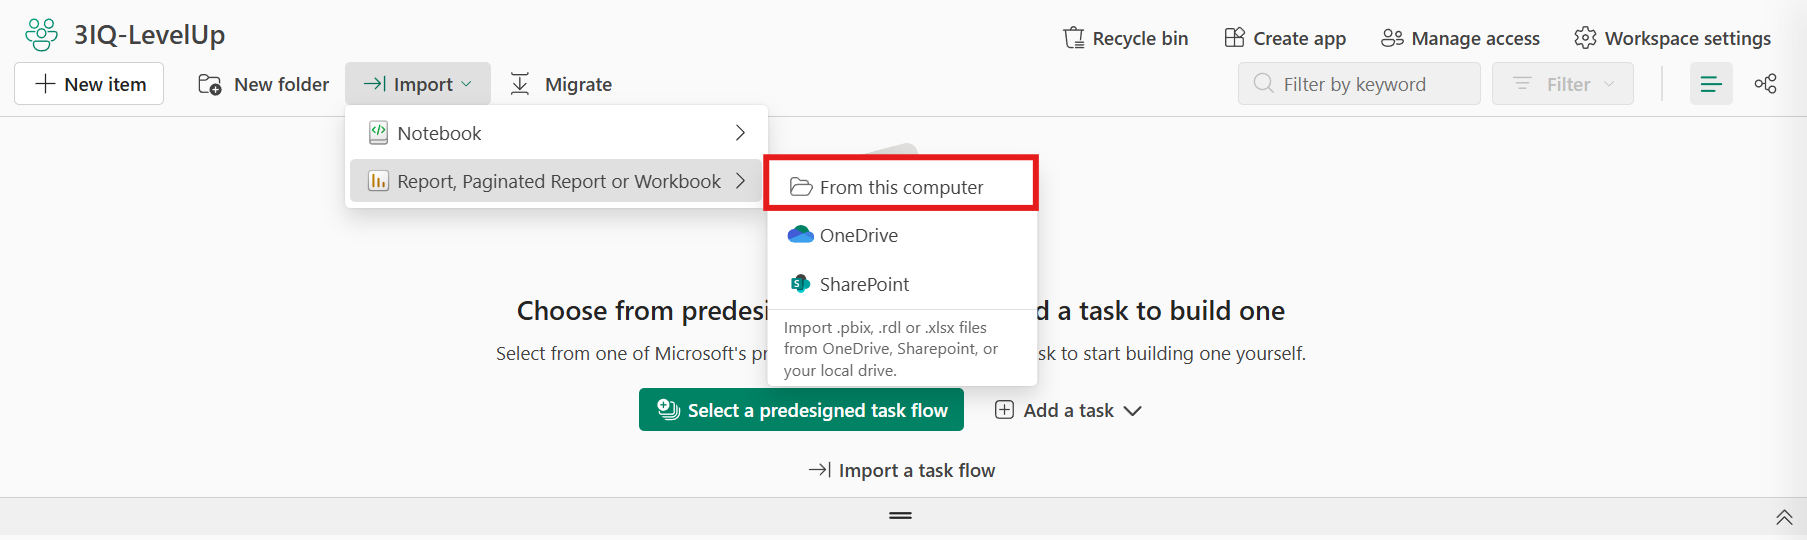 3IQ-LevelUp
Recycle bin
Create app
Manage access
Workspace settings
New item
New folder
Import
Migrate
Filter by keyword
Filter
Notebook
Report, Paginated Report or Workbook
From this computer
OneDrive
SharePoint
Import .pbix, .rdl or .xlsx files
from OneDrive, Sharepoint, or
your local drive.
Choose from predesi d a task to build one
Select from one of Microsoft's pr sk to start building one yourself.
Select a predesigned task flow
Add a task
Import a task flow